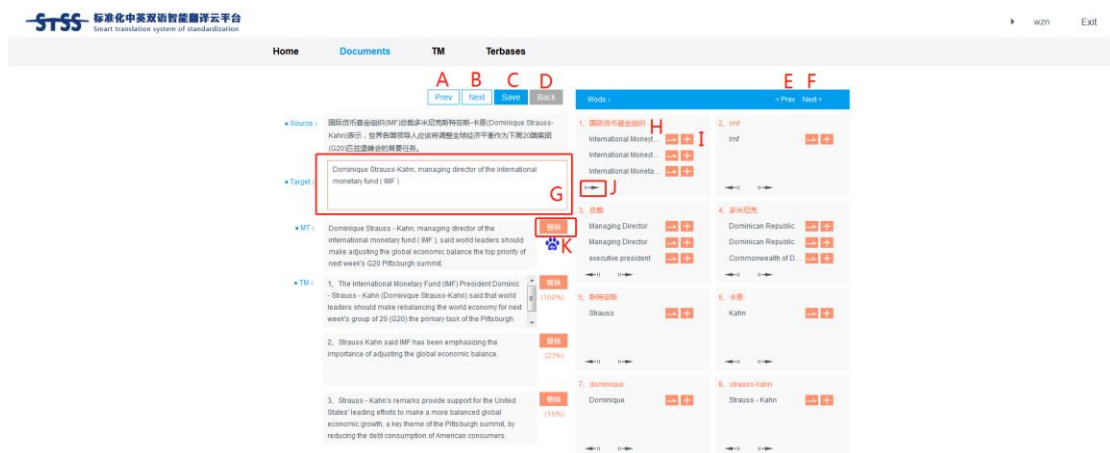 STSS 标准化中英双语智能翻译云平台
Smart translation system of standardization
wzn Exit
Home Documents TM Terbases
A B C D
Prev Next Save Back
E F
Wods : < Prev Next >
● Source : 国际货币基金组织(IMF)总裁多米尼克斯特劳斯-卡恩(Dominique Strauss-
Kahn)表示，世界各国领导人应该将调整全球经济平衡作为下周20国集团
(G20)匹兹堡峰会的首要任务。
● Target :
Dominique Strauss-Kahn, managing director of the international
monetary fund ( IMF )
G
● MT :
Dominique Strauss - Kahn, managing director of the
international monetary fund ( IMF ), said world leaders should
make adjusting the global economic balance the top priority of
next week's G20 Pittsburgh summit.
替换
K
● TM :
1、The International Monetary Fund (IMF) President Dominic
- Strauss - Kahn (Dominique Strauss-Kahn) said that world
leaders should make rebalancing the world economy for next
week's group of 20 (G20) the primary task of the Pittsburgh
替换
(100%)
2、Strauss Kahn said IMF has been emphasizing the
importance of adjusting the global economic balance.
替换
(23%)
3、Strauss - Kahn's remarks provide support for the United
States' leading efforts to make a more balanced global
economic growth, a key theme of the Pittsburgh summit, by
reducing the debt consumption of American consumers.
替换
(16%)
1、国际货币基金组织 H
International Moneyt...
I
International Moneyt...
International Moneta...
J
2、imf
Imf
3、总裁
Managing Director
Managing Director
executive president
4、多米尼克
Dominican Republic
Dominican Republic
Commonwealth of D...
5、斯特劳斯
Strauss
6、卡恩
Kahn
7、dominique
Dominique
8、strauss-kahn
Strauss - Kahn